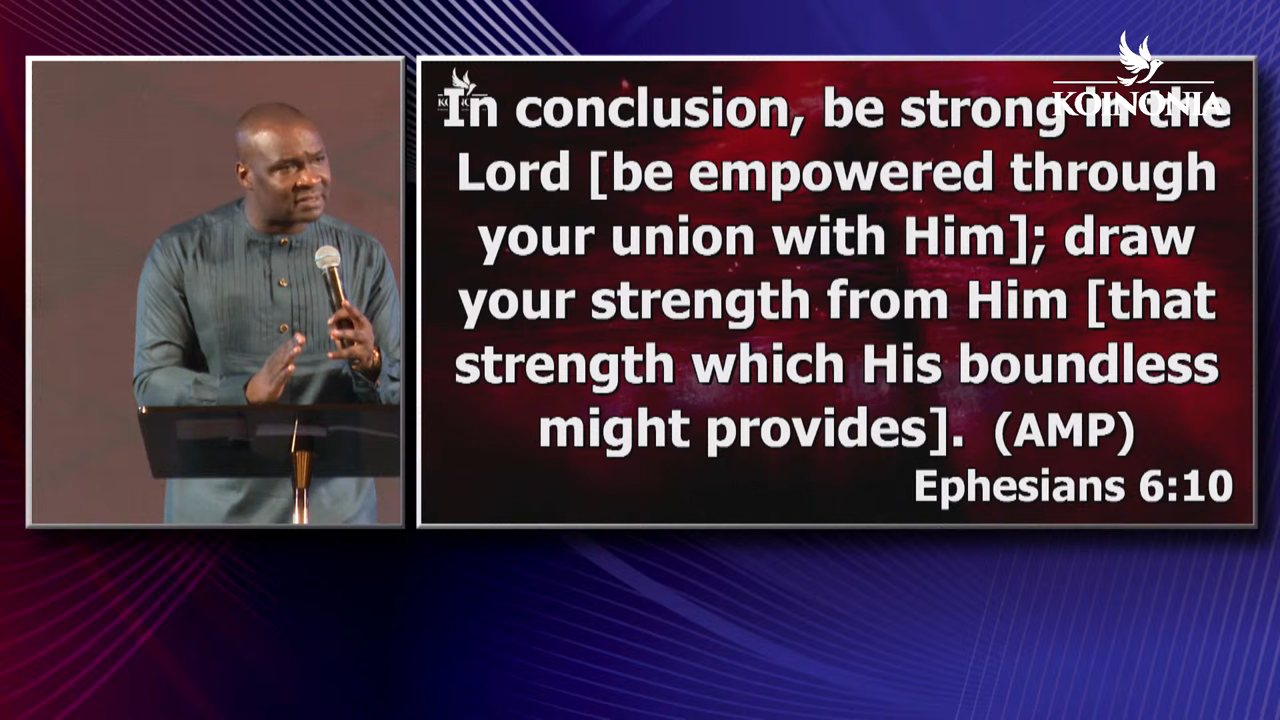 KOINONIA
In conclusion, be strong in the
Lord [be empowered through
your union with Him]; draw
your strength from Him [that
strength which His boundless
might provides]. (AMP)
Ephesians 6:10